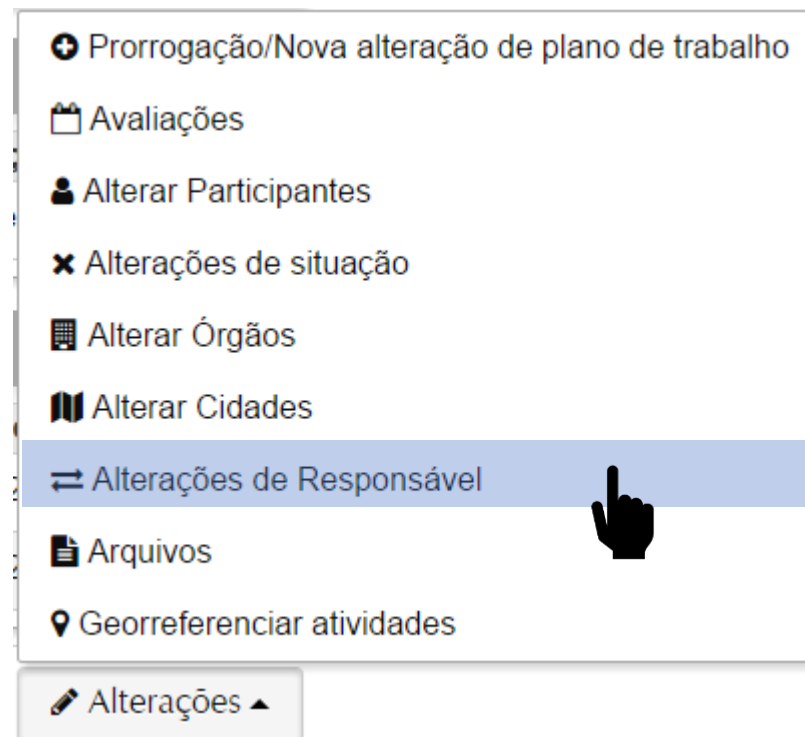 Prorrogação/Nova alteração de plano de trabalho
Avaliações
Alterar Participantes
Alterações de situação
Alterar Órgãos
Alterar Cidades
Alterações de Responsável
Arquivos
Georreferenciar atividades
Alterações